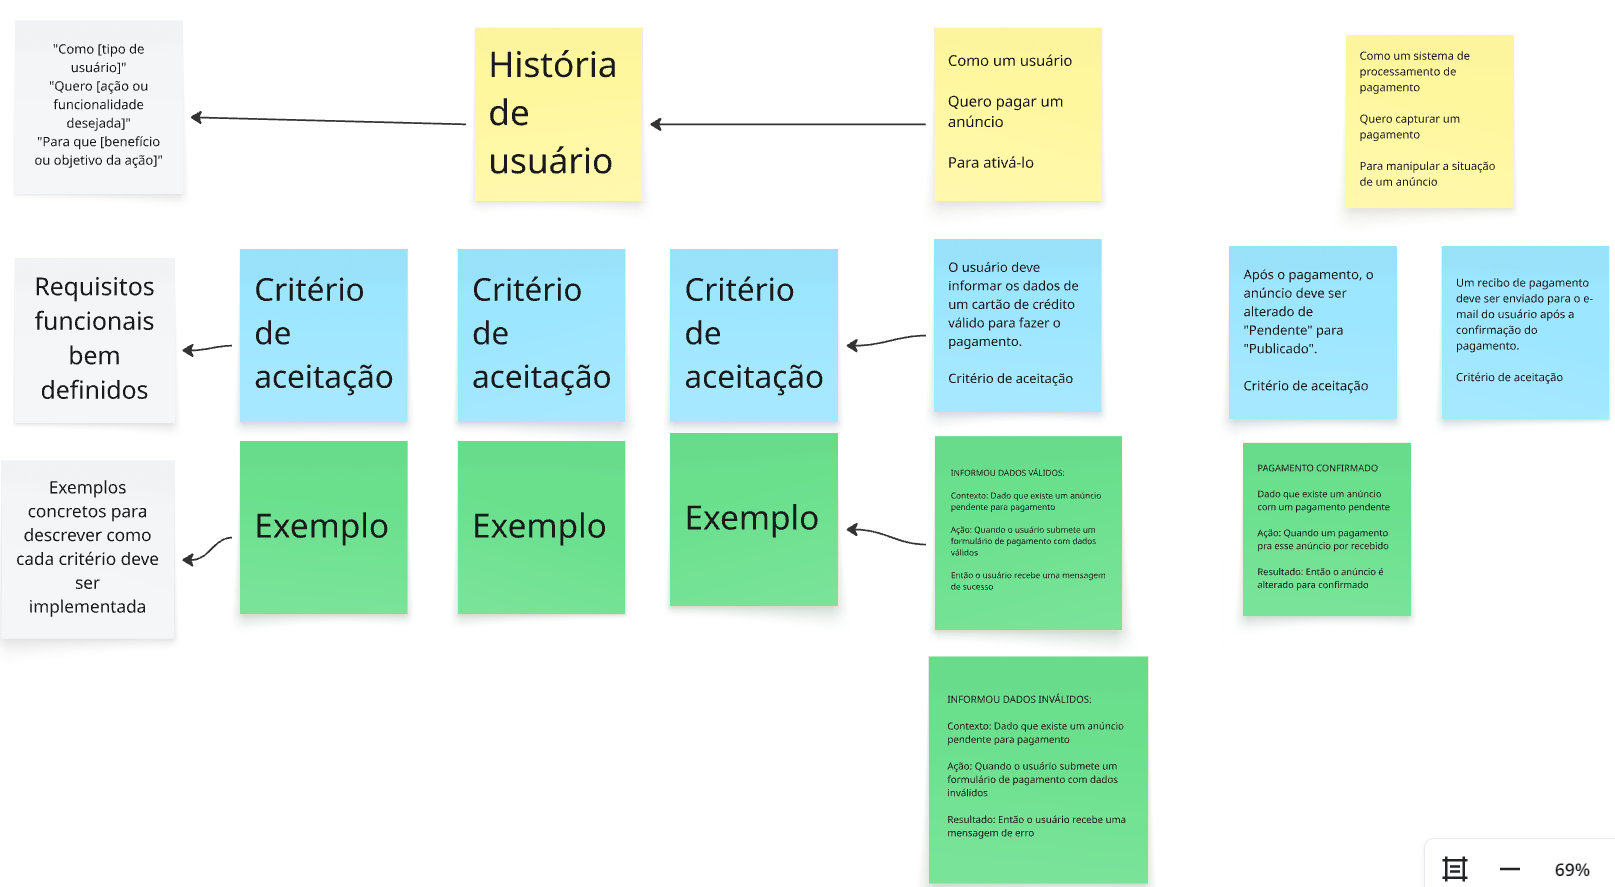 "Como [tipo de
usuário]"
"Quero [ação ou
funcionalidade
desejada]"
"Para que [benefício
ou objetivo da ação]"
História
de
usuário
Como um usuário
Quero pagar um
anúncio
Para ativá-lo
Como um sistema de
processamento de
pagamento
Quero capturar um
pagamento
Para manipular a situação
de um anúncio
Requisitos
funcionais
bem
definidos
Critério
de
aceitação
Critério
de
aceitação
Critério
de
aceitação
O usuário deve
informar os dados de
um cartão de crédito
válido para fazer o
pagamento.
Critério de aceitação
Após o pagamento, o
anúncio deve ser
alterado de
"Pendente" para
"Publicado".
Critério de aceitação
Um recibo de pagamento
deve ser enviado para o e-
mail do usuário após a
confirmação do
pagamento.
Critério de aceitação
Exemplos
concretos para
descrever como
cada critério deve
ser
implementada
Exemplo
Exemplo
Exemplo
INFORMOU DADOS VÁLIDOS:
Contexto: Dado que existe um anúncio
pendente para pagamento
Ação: Quando o usuário submete um
formulário de pagamento com dados
válidos
Então o usuário recebe uma mensagem
de sucesso
PAGAMENTO CONFIRMADO
Dado que existe um anúncio
com um pagamento pendente
Ação: Quando um pagamento
pra esse anúncio por recebido
Resultado: Então o anúncio é
alterado para confirmado
INFORMOU DADOS INVÁLIDOS:
Contexto: Dado que existe um anúncio
pendente para pagamento
Ação: Quando o usuário submete um
formulário de pagamento com dados
inválidos
Resultado: Então o usuário recebe uma
mensagem de erro
69%